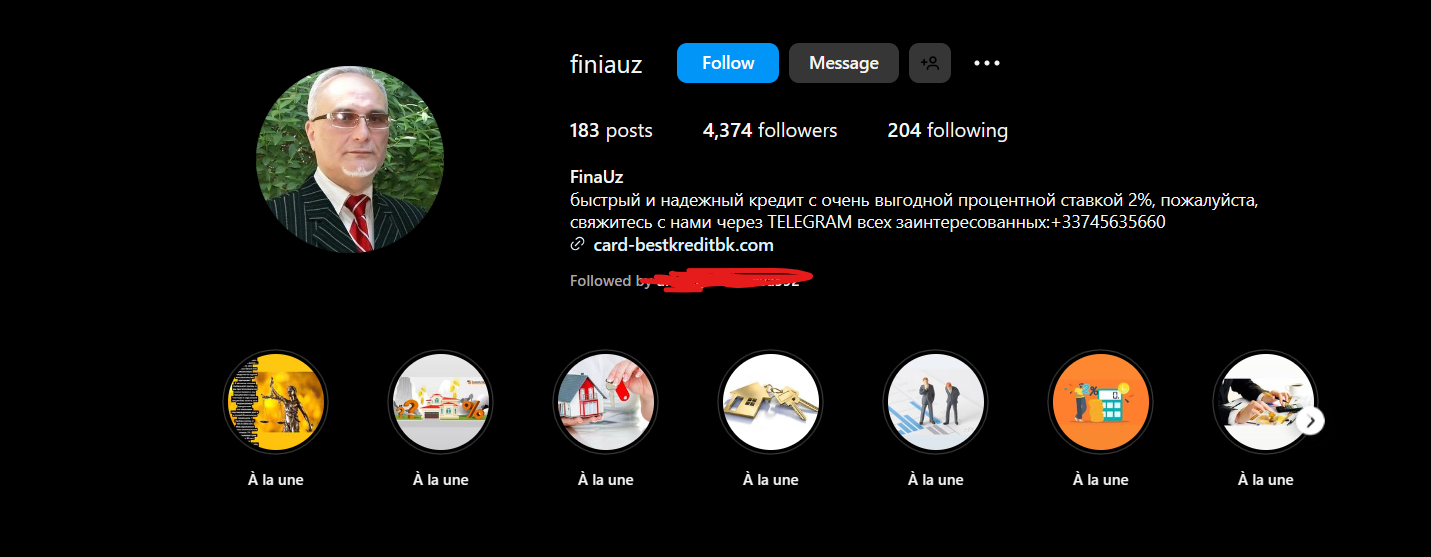 finiauz
Follow
Message
183 posts
4,374 followers
204 following
FinaUz
быстрый и надежный кредит с очень выгодной процентной ставкой 2%, пожалуйста,
свяжитесь с нами через TELEGRAM всех заинтересованных:+33745635660
card-bestkreditbk.com
Followed by
À la une
À la une
À la une
À la une
À la une
À la une
À la une